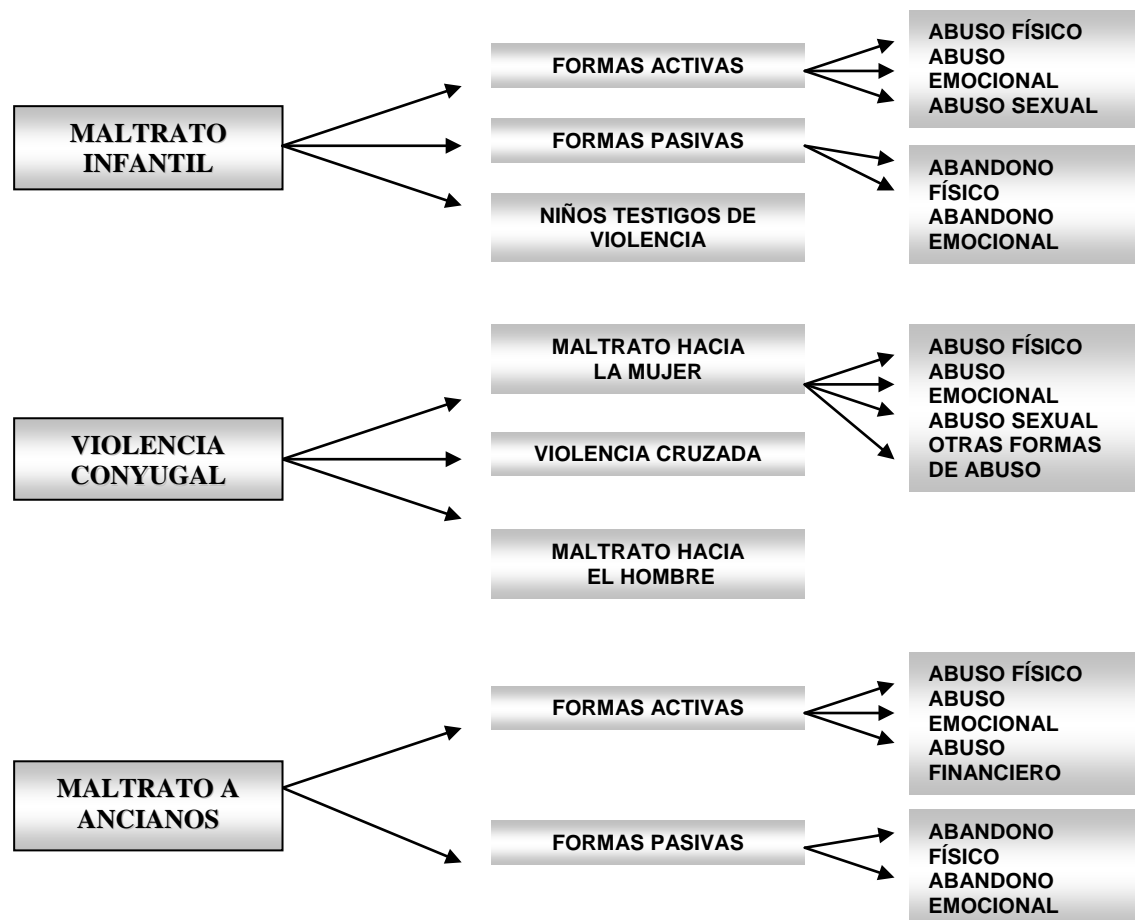 MALTRATO
INFANTIL
FORMAS ACTIVAS
ABUSO FÍSICO
ABUSO
EMOCIONAL
ABUSO SEXUAL
FORMAS PASIVAS
ABANDONO
FÍSICO
ABANDONO
EMOCIONAL
NIÑOS TESTIGOS DE
VIOLENCIA
VIOLENCIA
CONYUGAL
MALTRATO HACIA
LA MUJER
ABUSO FÍSICO
ABUSO
EMOCIONAL
ABUSO SEXUAL
OTRAS FORMAS
DE ABUSO
VIOLENCIA CRUZADA
MALTRATO HACIA
EL HOMBRE
MALTRATO A
ANCIANOS
FORMAS ACTIVAS
ABUSO FÍSICO
ABUSO
EMOCIONAL
ABUSO
FINANCIERO
FORMAS PASIVAS
ABANDONO
FÍSICO
ABANDONO
EMOCIONAL